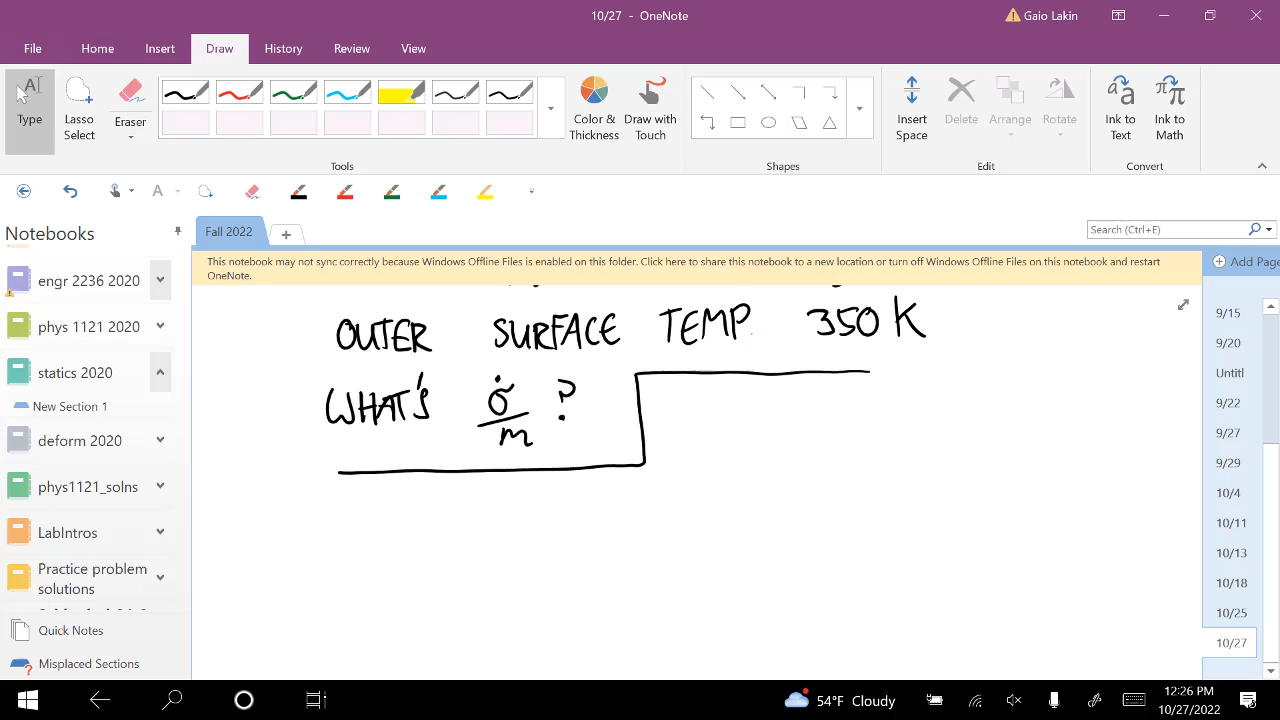 10/27 - OneNote
Gaio Lakin
File Home Insert Draw History Review View
Type
Lasso Select
Eraser
Color & Thickness
Draw with Touch
Insert Space
Delete
Arrange
Rotate
Ink to Text
Ink to Math
Tools
Shapes
Edit
Convert
Notebooks
Fall 2022
Search (Ctrl+E)
This notebook may not sync correctly because Windows Offline Files is enabled on this folder. Click here to share this notebook to a new location or turn off Windows Offline Files on this notebook and restart
OneNote.
Add Page
engr 2236 2020
phys 1121 2020
statics 2020
New Section 1
deform 2020
phys1121_solns
LabIntros
Practice problem
solutions
Quick Notes
Misplaced Sections
OUTER SURFACE TEMP. 350 K
WHAT'S σ̇/m ?
9/15
9/20
Untitl
9/22
9/27
9/29
10/4
10/11
10/13
10/18
10/25
10/27
54°F Cloudy
12:26 PM
10/27/2022